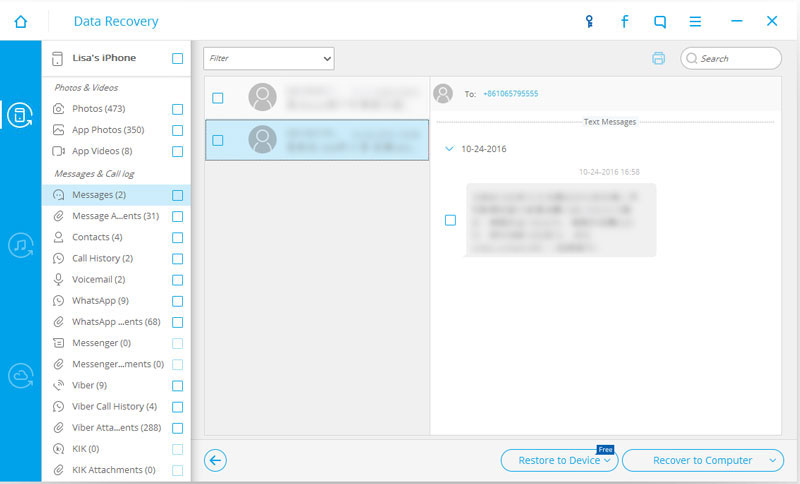 Data Recovery
Lisa's iPhone
Photos & Videos
Photos (473)
App Photos (350)
App Videos (8)
Messages & Call log
Messages (2)
Message A...ents (31)
Contacts (4)
Call History (2)
Voicemail (2)
WhatsApp (9)
WhatsApp ...ents (68)
Messenger (0)
Messenger...ments (0)
Viber (9)
Viber Call History (4)
Viber Atta...ents (288)
KIK (0)
KIK Attachments (0)
Filter
Search
To: +861065795555
Text Messages
10-24-2016
10-24-2016 16:58
Free
Restore to Device
Recover to Computer